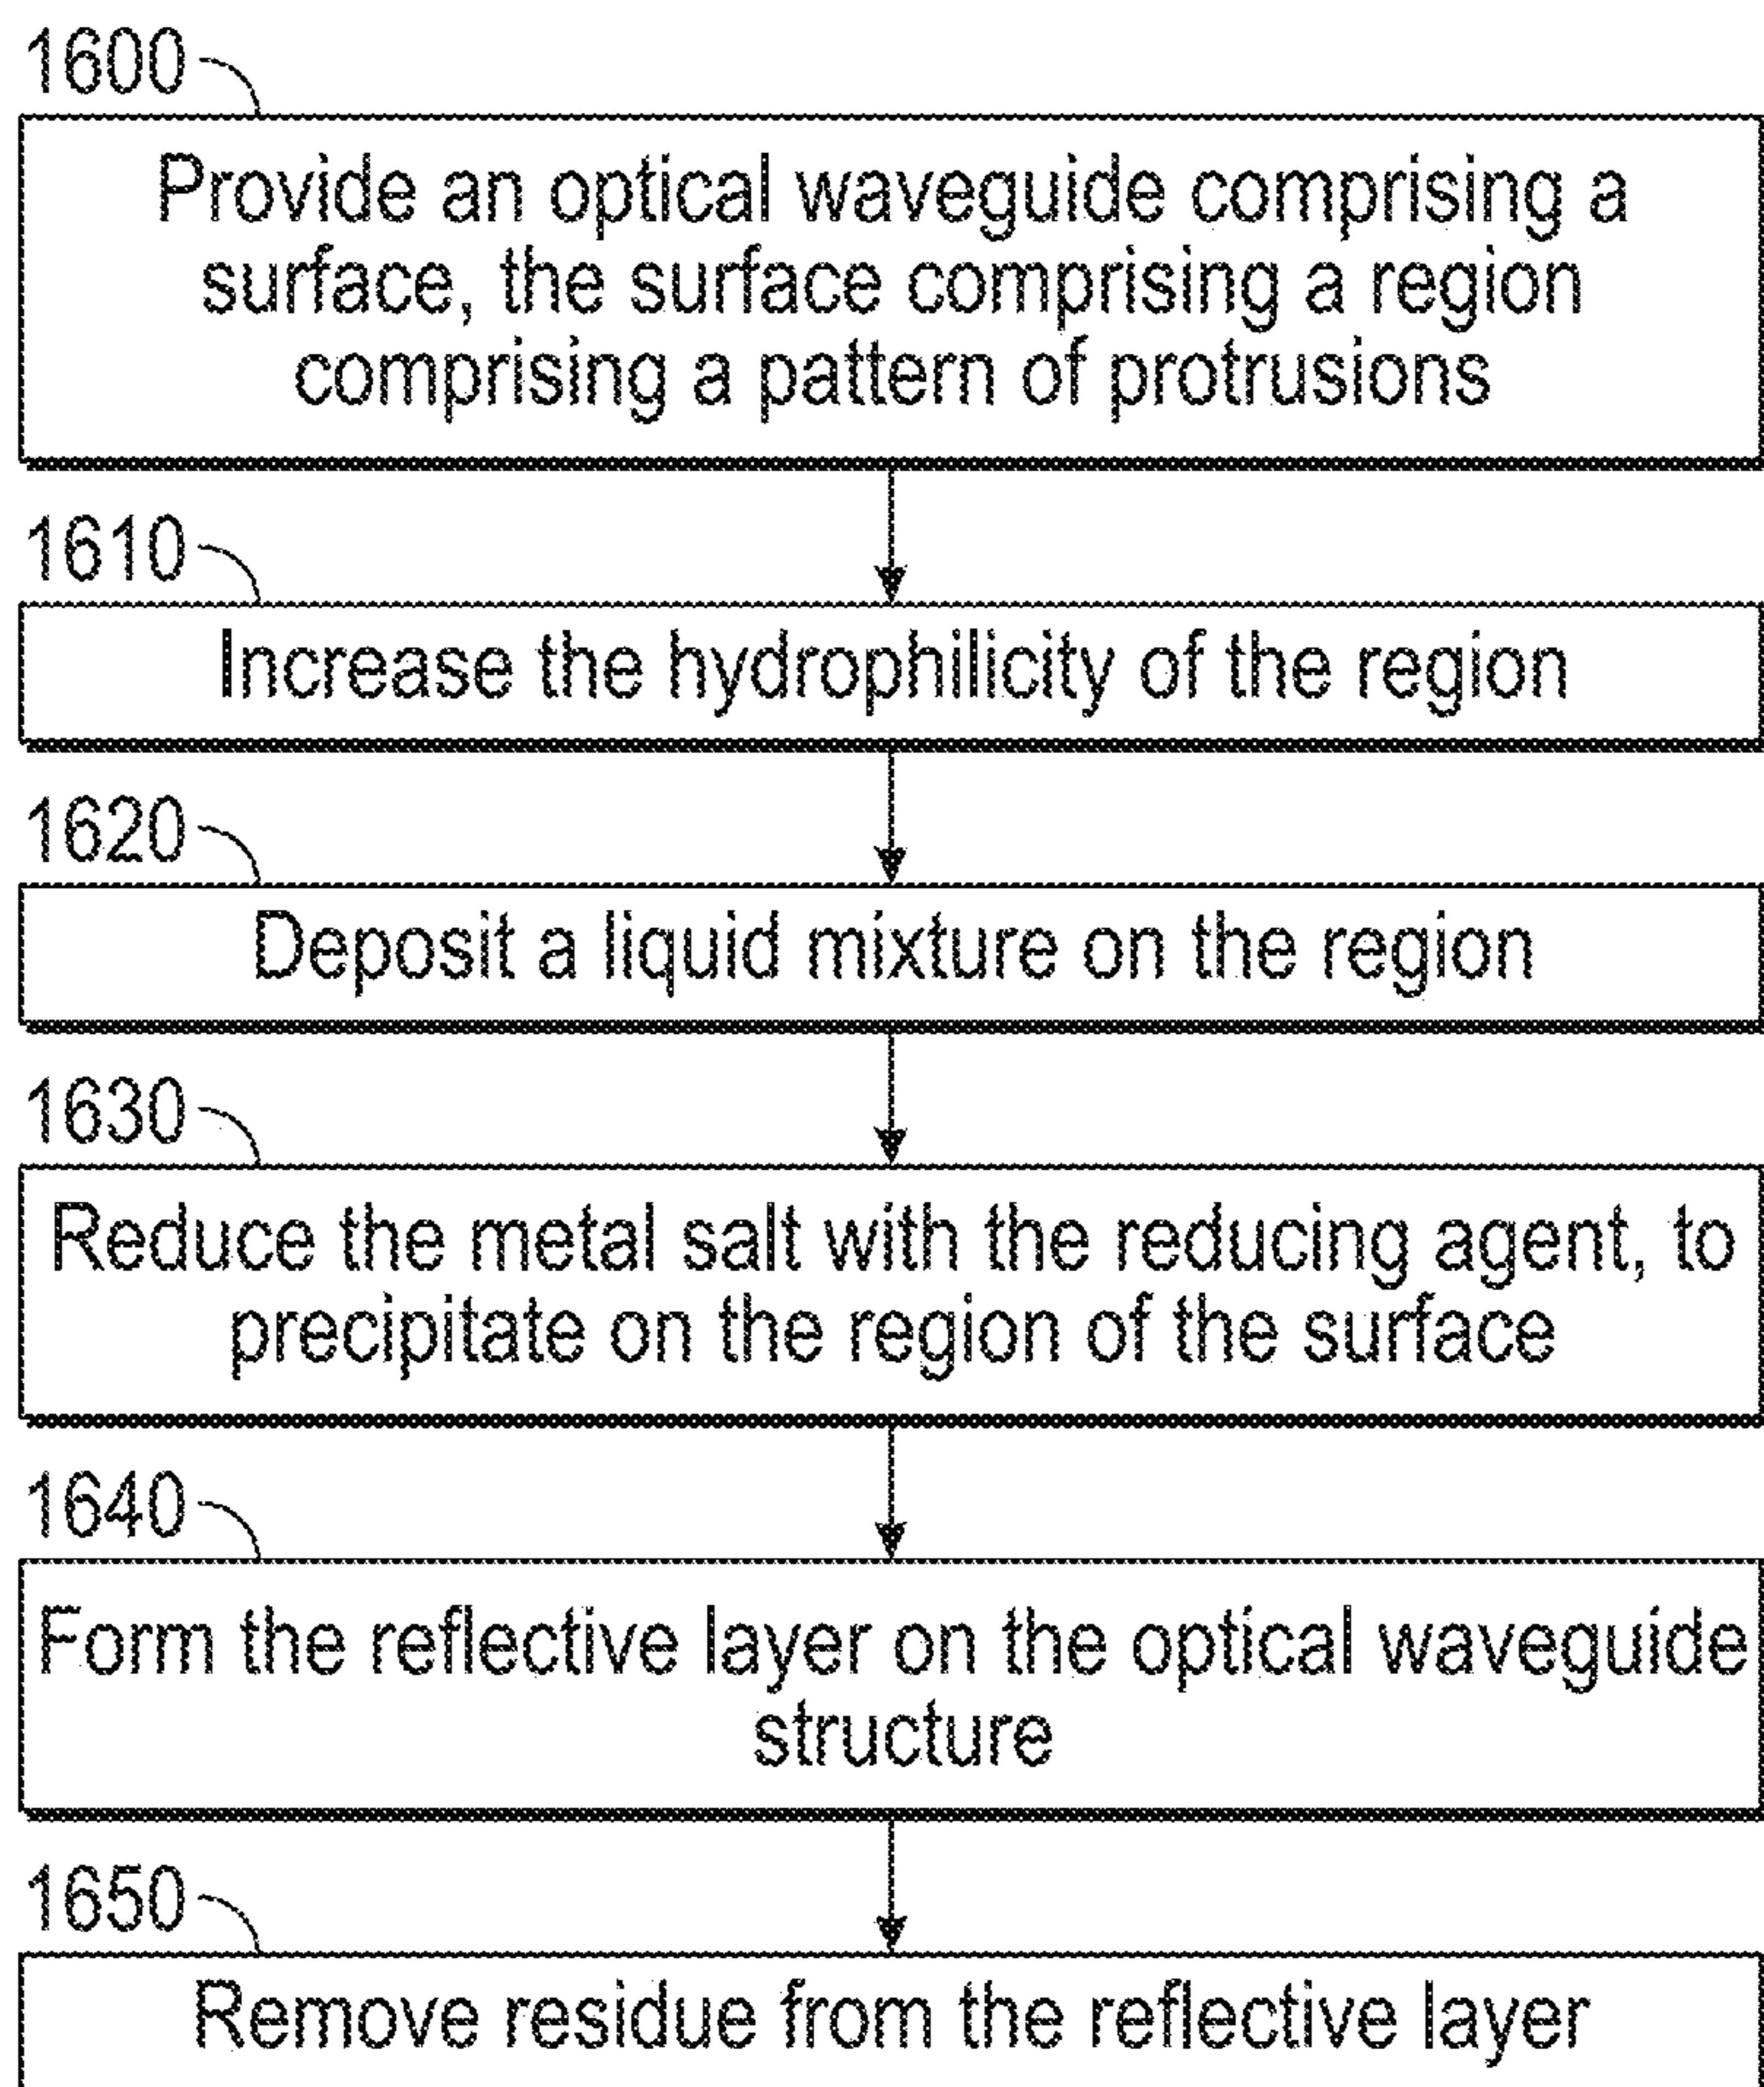 1600
Provide an optical waveguide comprising a
surface, the surface comprising a region
comprising a pattern of protrusions
1610
Increase the hydrophilicity of the region
1620
Deposit a liquid mixture on the region
1630
Reduce the metal salt with the reducing agent, to
precipitate on the region of the surface
1640
Form the reflective layer on the optical waveguide
structure
1650
Remove residue from the reflective layer